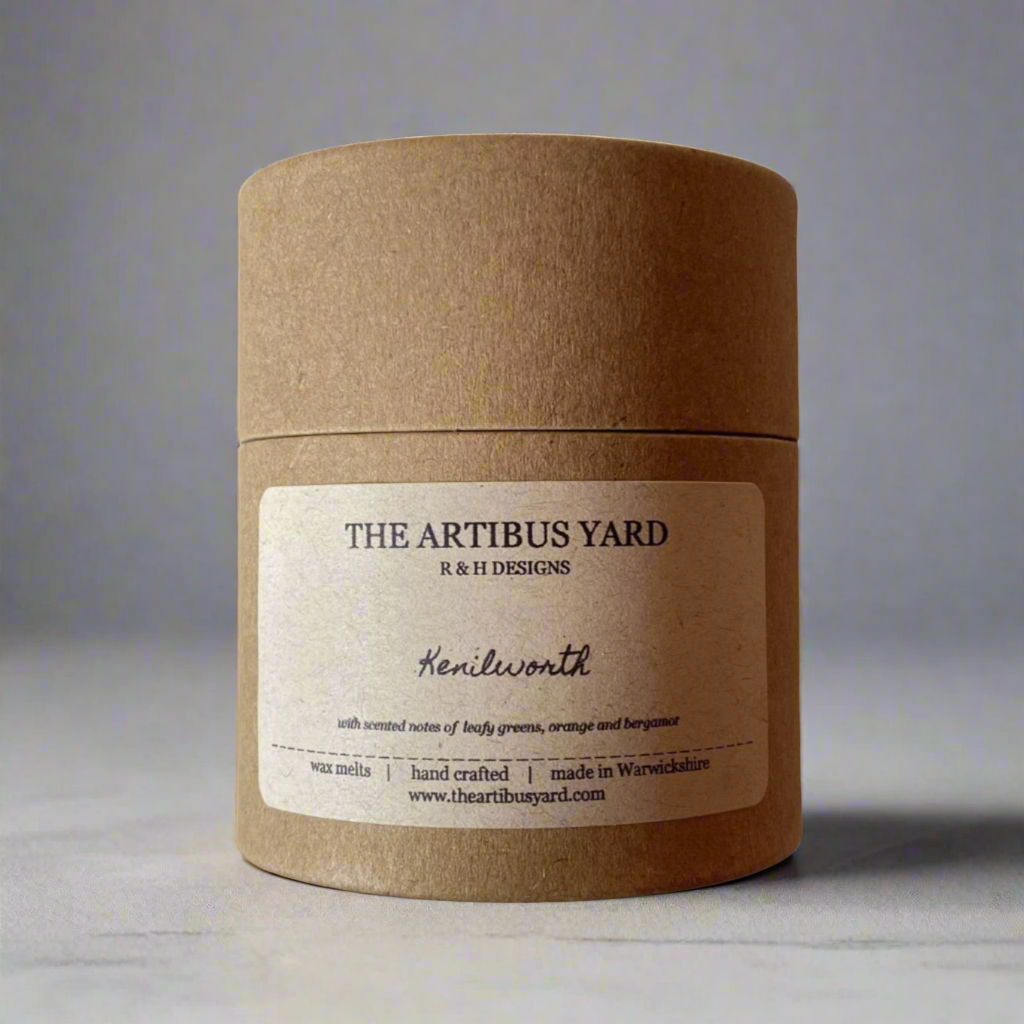 THE ARTIBUS YARD
R & H DESIGNS
Kenilworth
with scented notes of leafy greens, orange and bergamot
wax melts | hand crafted | made in Warwickshire
www.theartibusyard.com